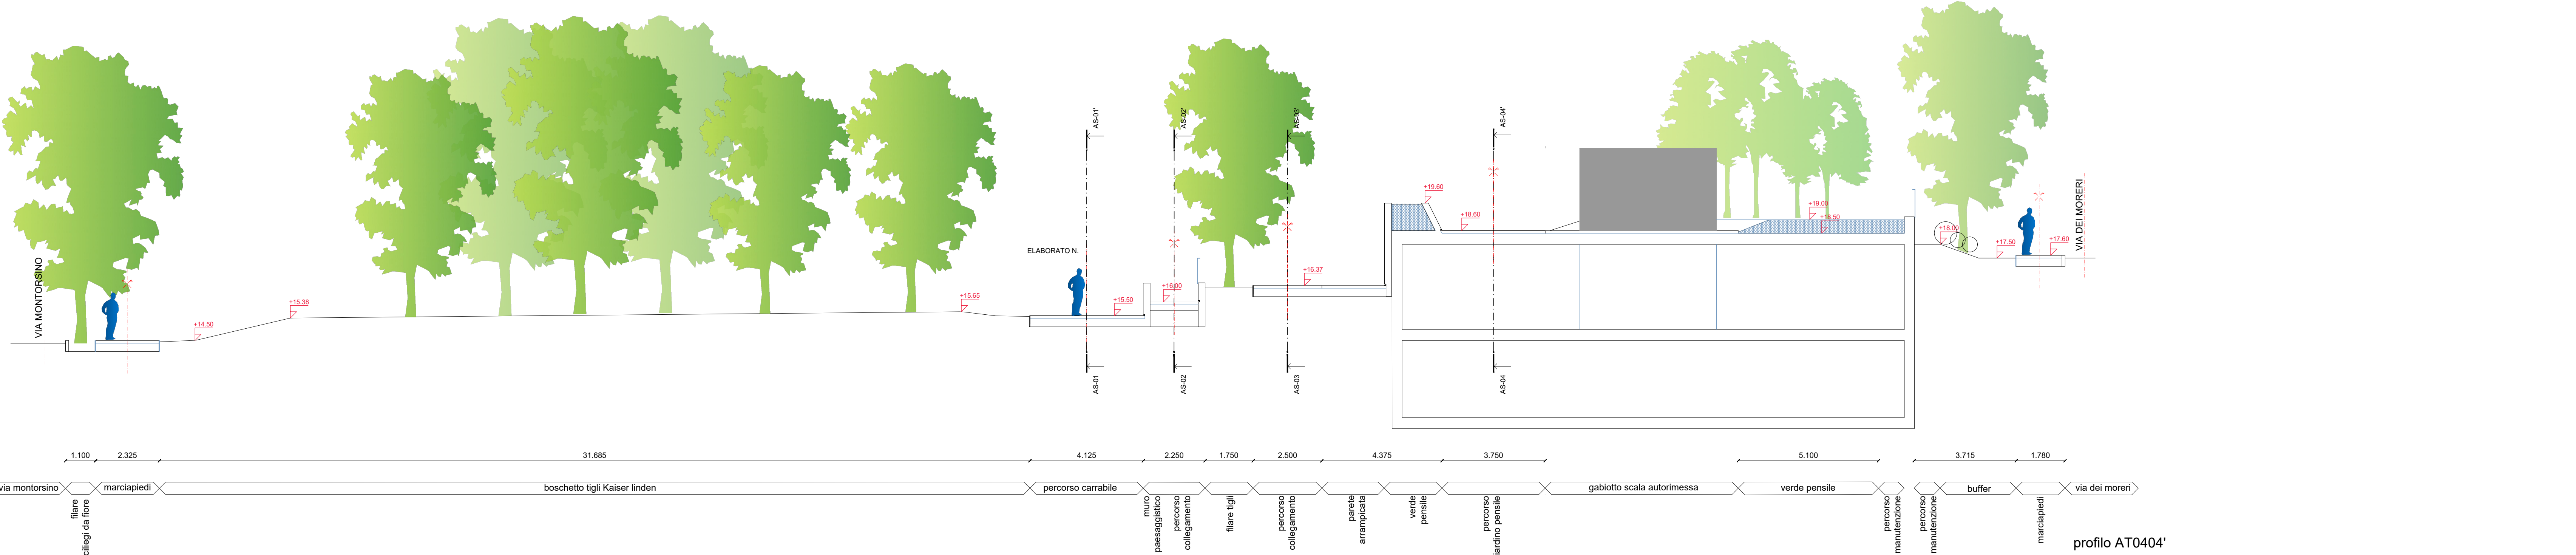 AS-01'
AS-02'
AS-03'
AS-04'
VIA MONTORSINO
VIA DEI MORERI
ELABORATO N.
+14.50
+15.38
+15.65
+15.50
+16.00
+16.37
+19.60
+18.60
+19.00
+18.50
+18.00
+17.50
+17.60
AS-01
AS-02
AS-03
AS-04
1.100
2.325
31.685
4.125
2.250
1.750
2.500
4.375
3.750
5.100
3.715
1.780
via montorsino
marciapiedi
boschetto tigli Kaiser linden
percorso carrabile
gabiotto scala autorimessa
verde pensile
buffer
via dei moreri
filare
ciliegi da fiore
muro
paesaggistico
percorso
collegamento
filare tigli
percorso
collegamento
parete
arrampicata
verde
pensile
percorso
iardino pensile
percorso
manutenzione
percorso
manutenzione
marciapiedi
profilo AT0404'